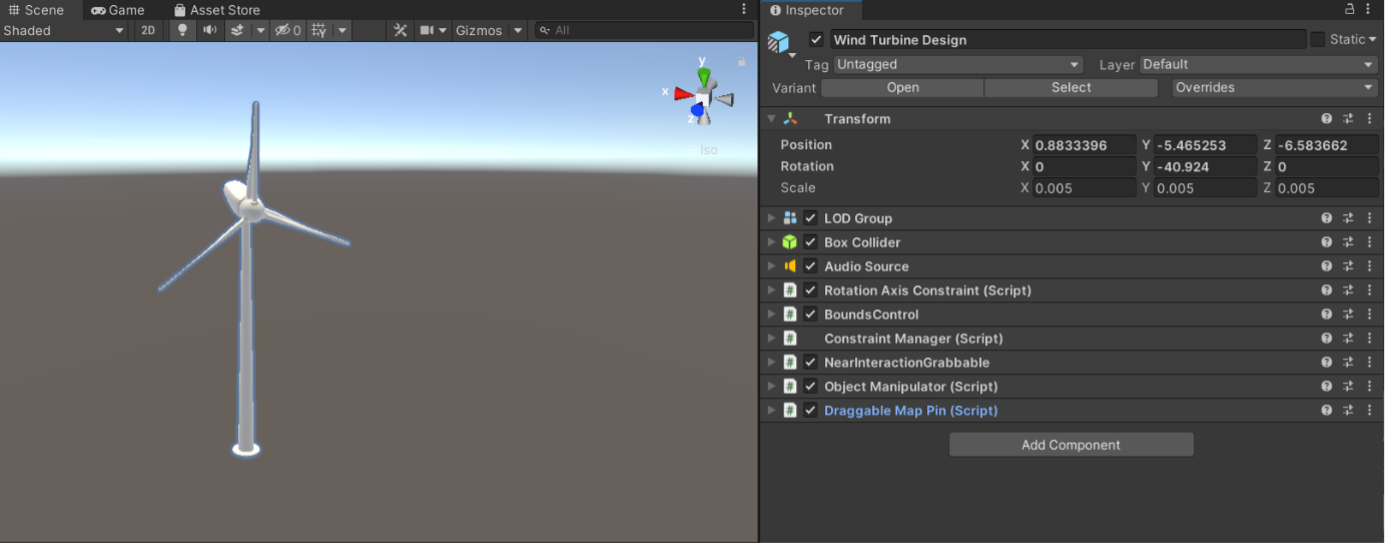 Scene Game Asset Store
Shaded 2D 0 Gizmos All
y
x
z
Iso
Inspector
Wind Turbine Design Static
Tag Untagged Layer Default
Variant Open Select Overrides
Transform
Position X 0.8833396 Y -5.465253 Z -6.583662
Rotation X 0 Y -40.924 Z 0
Scale X 0.005 Y 0.005 Z 0.005
LOD Group
Box Collider
Audio Source
# Rotation Axis Constraint (Script)
# BoundsControl
# Constraint Manager (Script)
# NearInteractionGrabbable
# Object Manipulator (Script)
# Draggable Map Pin (Script)
Add Component